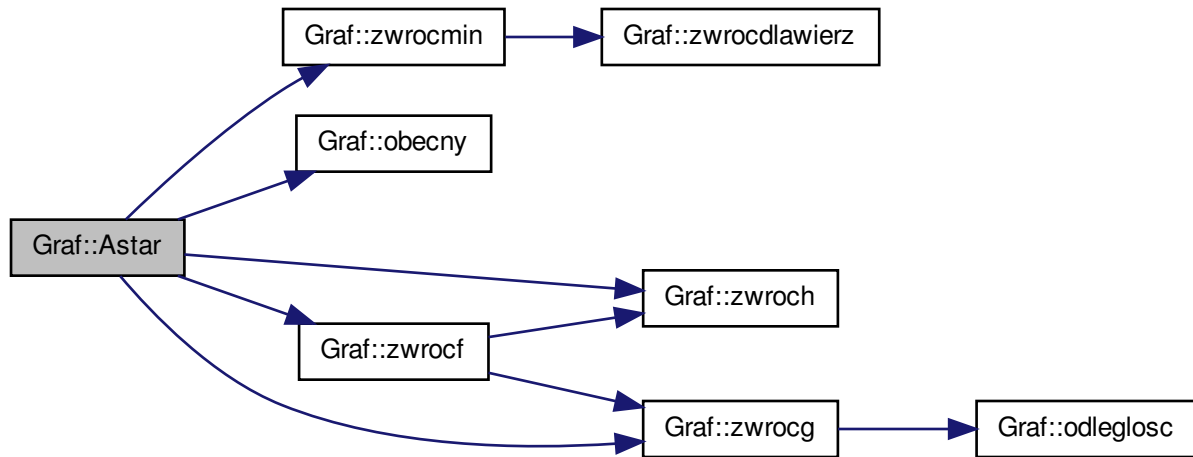 Graf::zwrocmin
Graf::zwrocdlawierz
Graf::obecny
Graf::Astar
Graf::zwroch
Graf::zwrocf
Graf::zwrocg
Graf::odleglosc